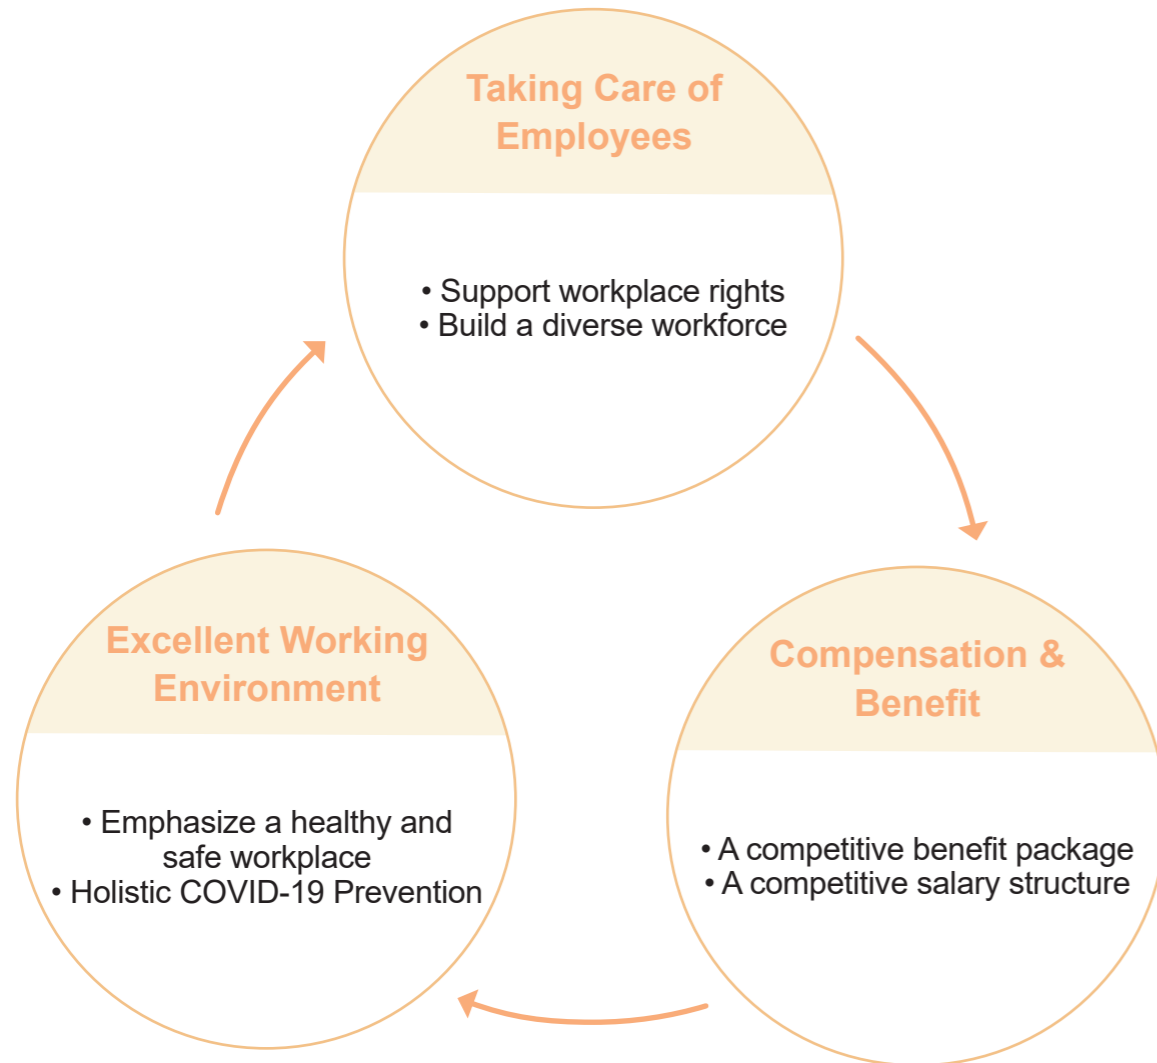 Taking Care of
Employees
• Support workplace rights
• Build a diverse workforce
Excellent Working
Environment
• Emphasize a healthy and
safe workplace
• Holistic COVID-19 Prevention
Compensation &
Benefit
• A competitive benefit package
• A competitive salary structure